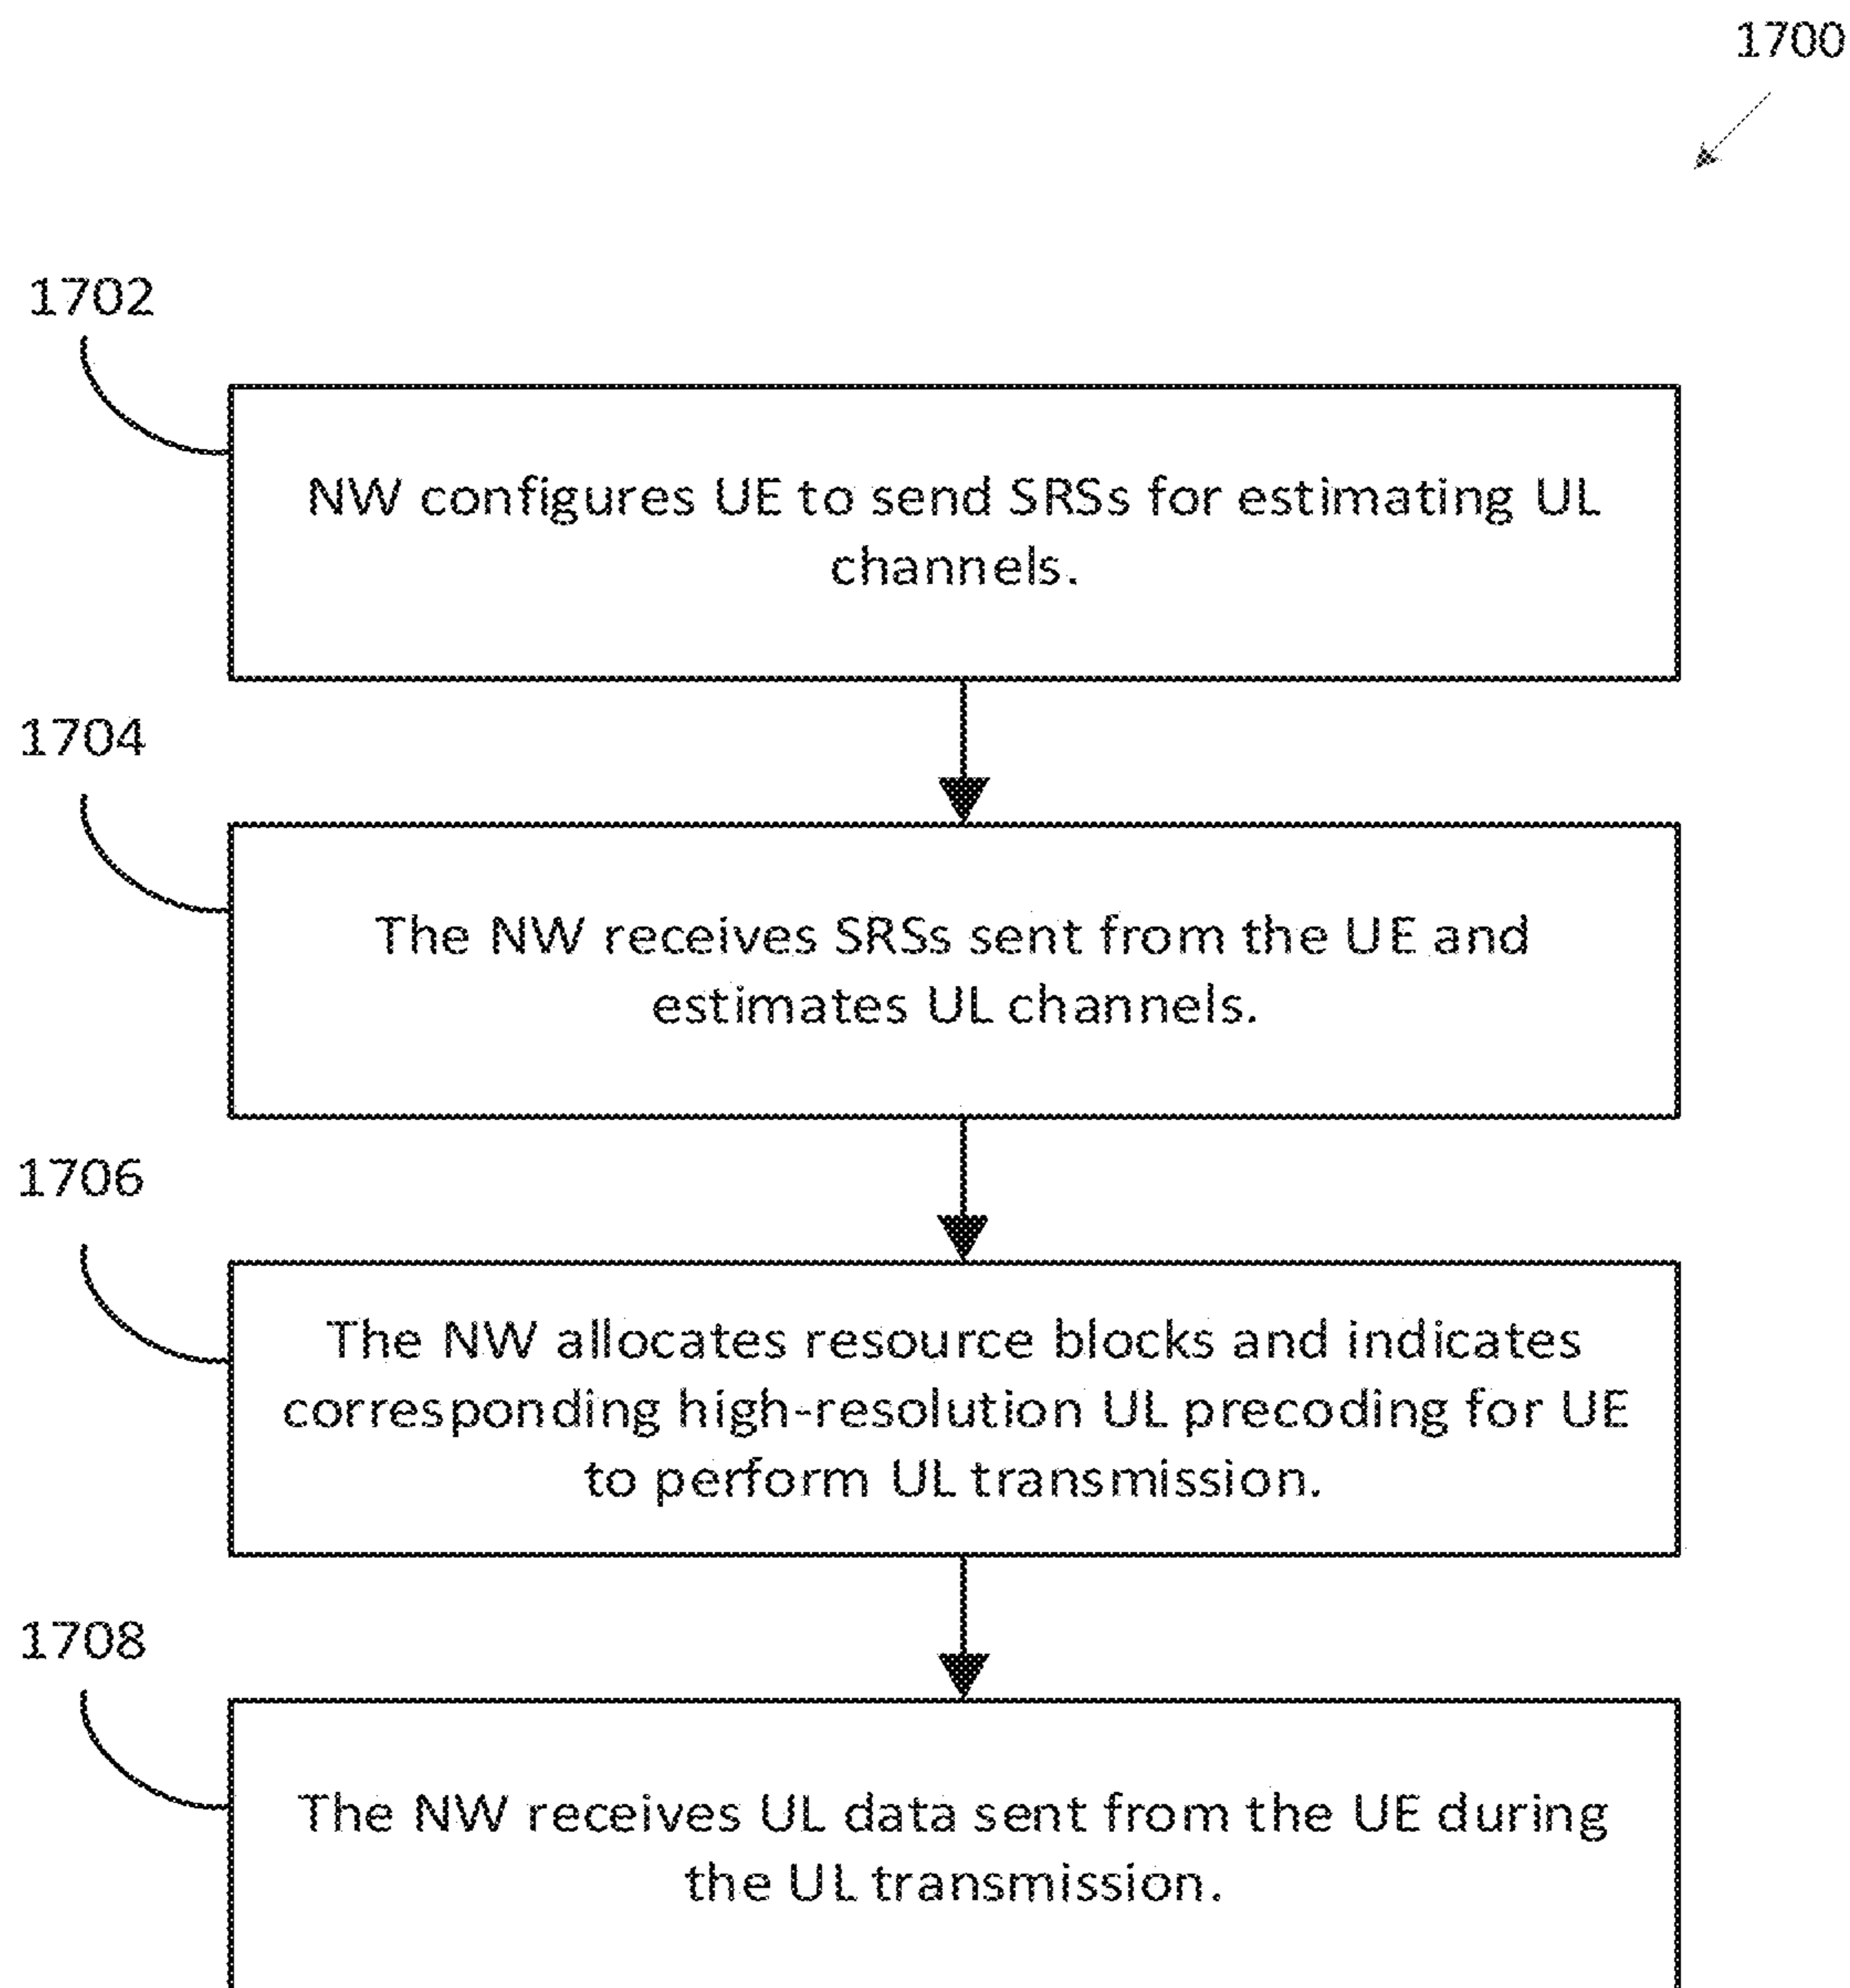 1700
1702
NW configures UE to send SRSs for estimating UL
channels.
1704
The NW receives SRSs sent from the UE and
estimates UL channels.
1706
The NW allocates resource blocks and indicates
corresponding high-resolution UL precoding for UE
to perform UL transmission.
1708
The NW receives UL data sent from the UE during
the UL transmission.